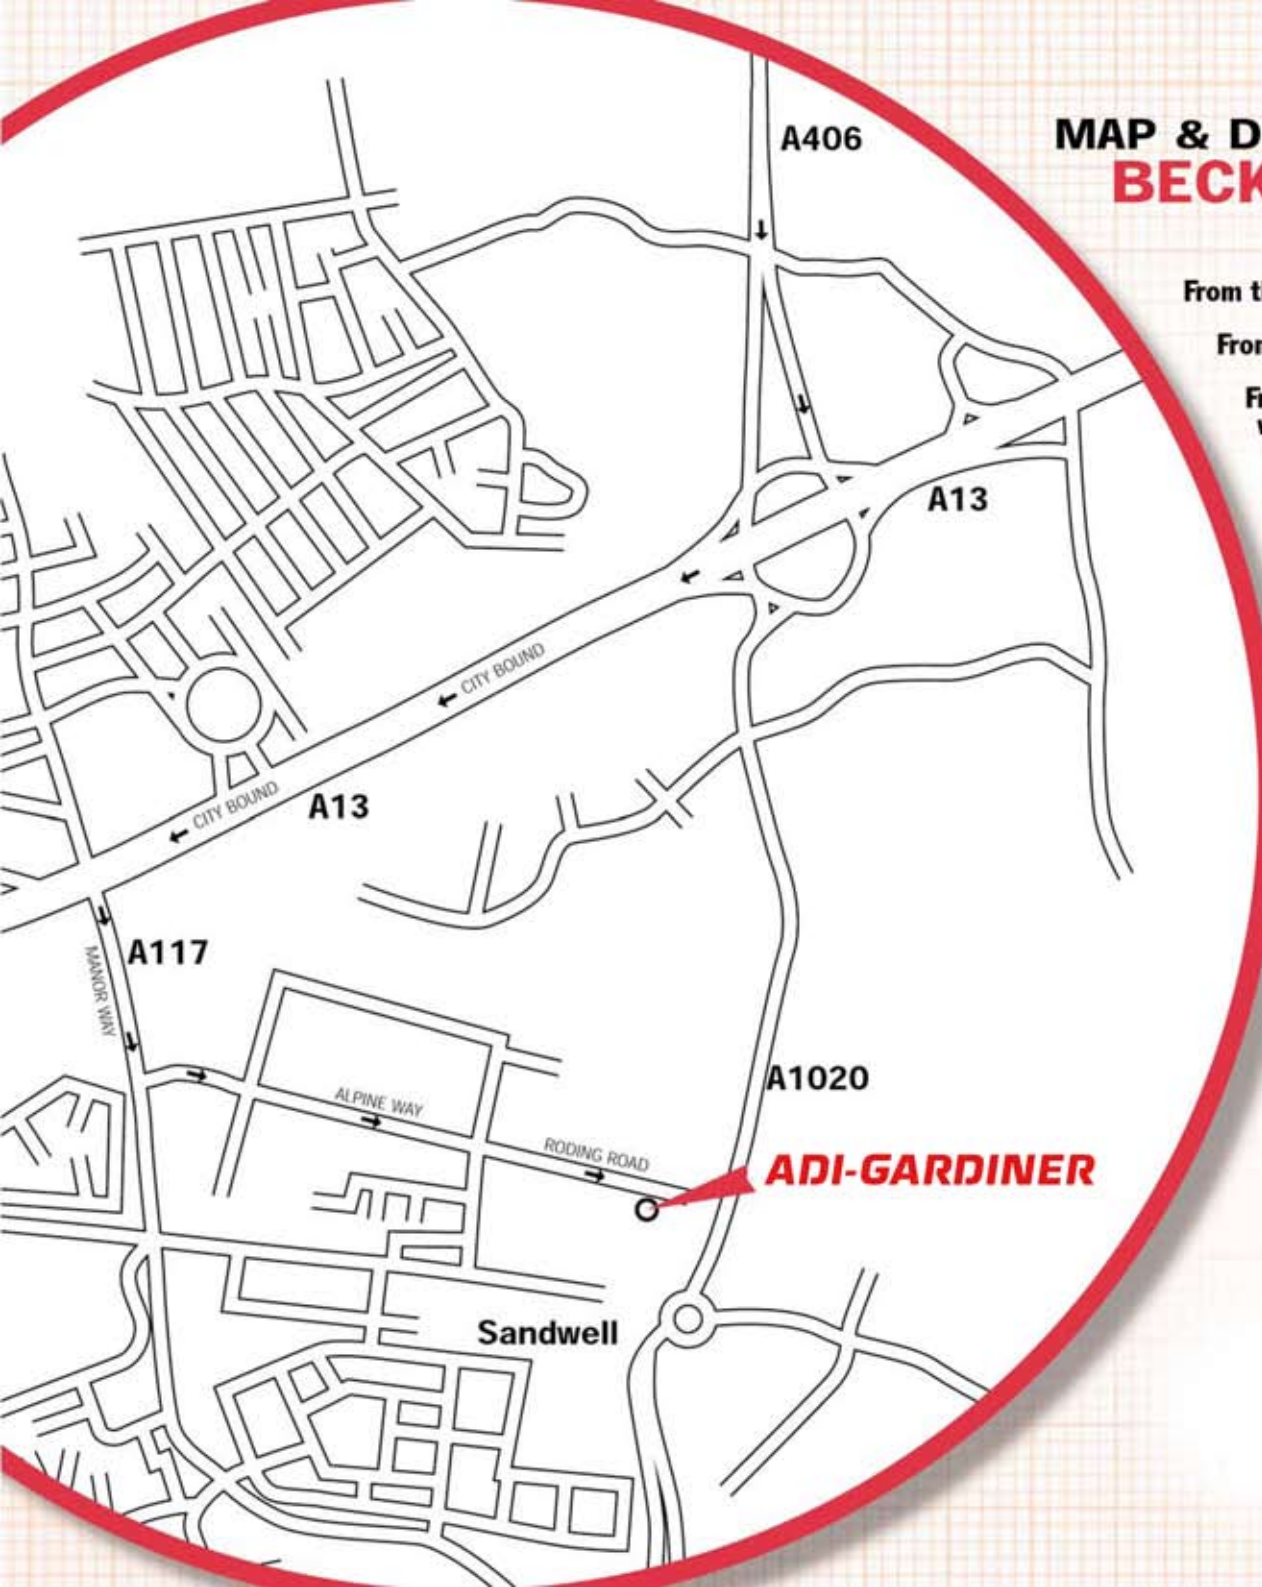 A406
MAP & D
BECK
From t
From
A13
CITY BOUND
CITY BOUND
A13
A117
MANOR WAY
A1020
ALPINE WAY
RODING ROAD
ADI-GARDINER
Sandwell